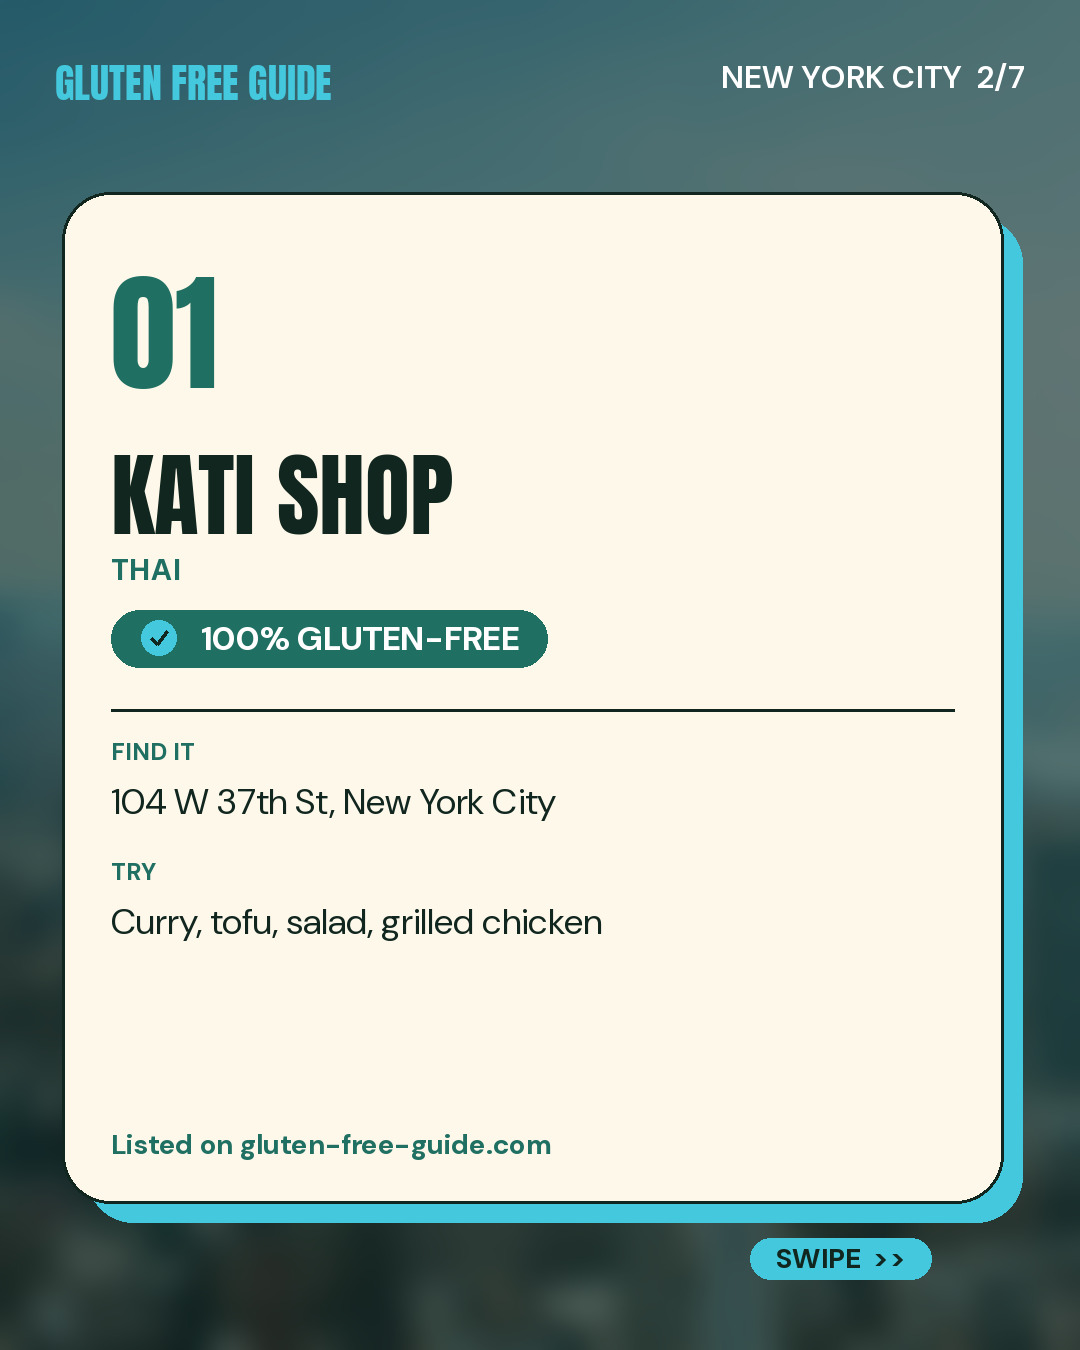 GLUTEN FREE GUIDE
NEW YORK CITY 2/7
01
KATI SHOP
THAI
100% GLUTEN-FREE
FIND IT
104 W 37th St, New York City
TRY
Curry, tofu, salad, grilled chicken
Listed on gluten-free-guide.com
SWIPE >>